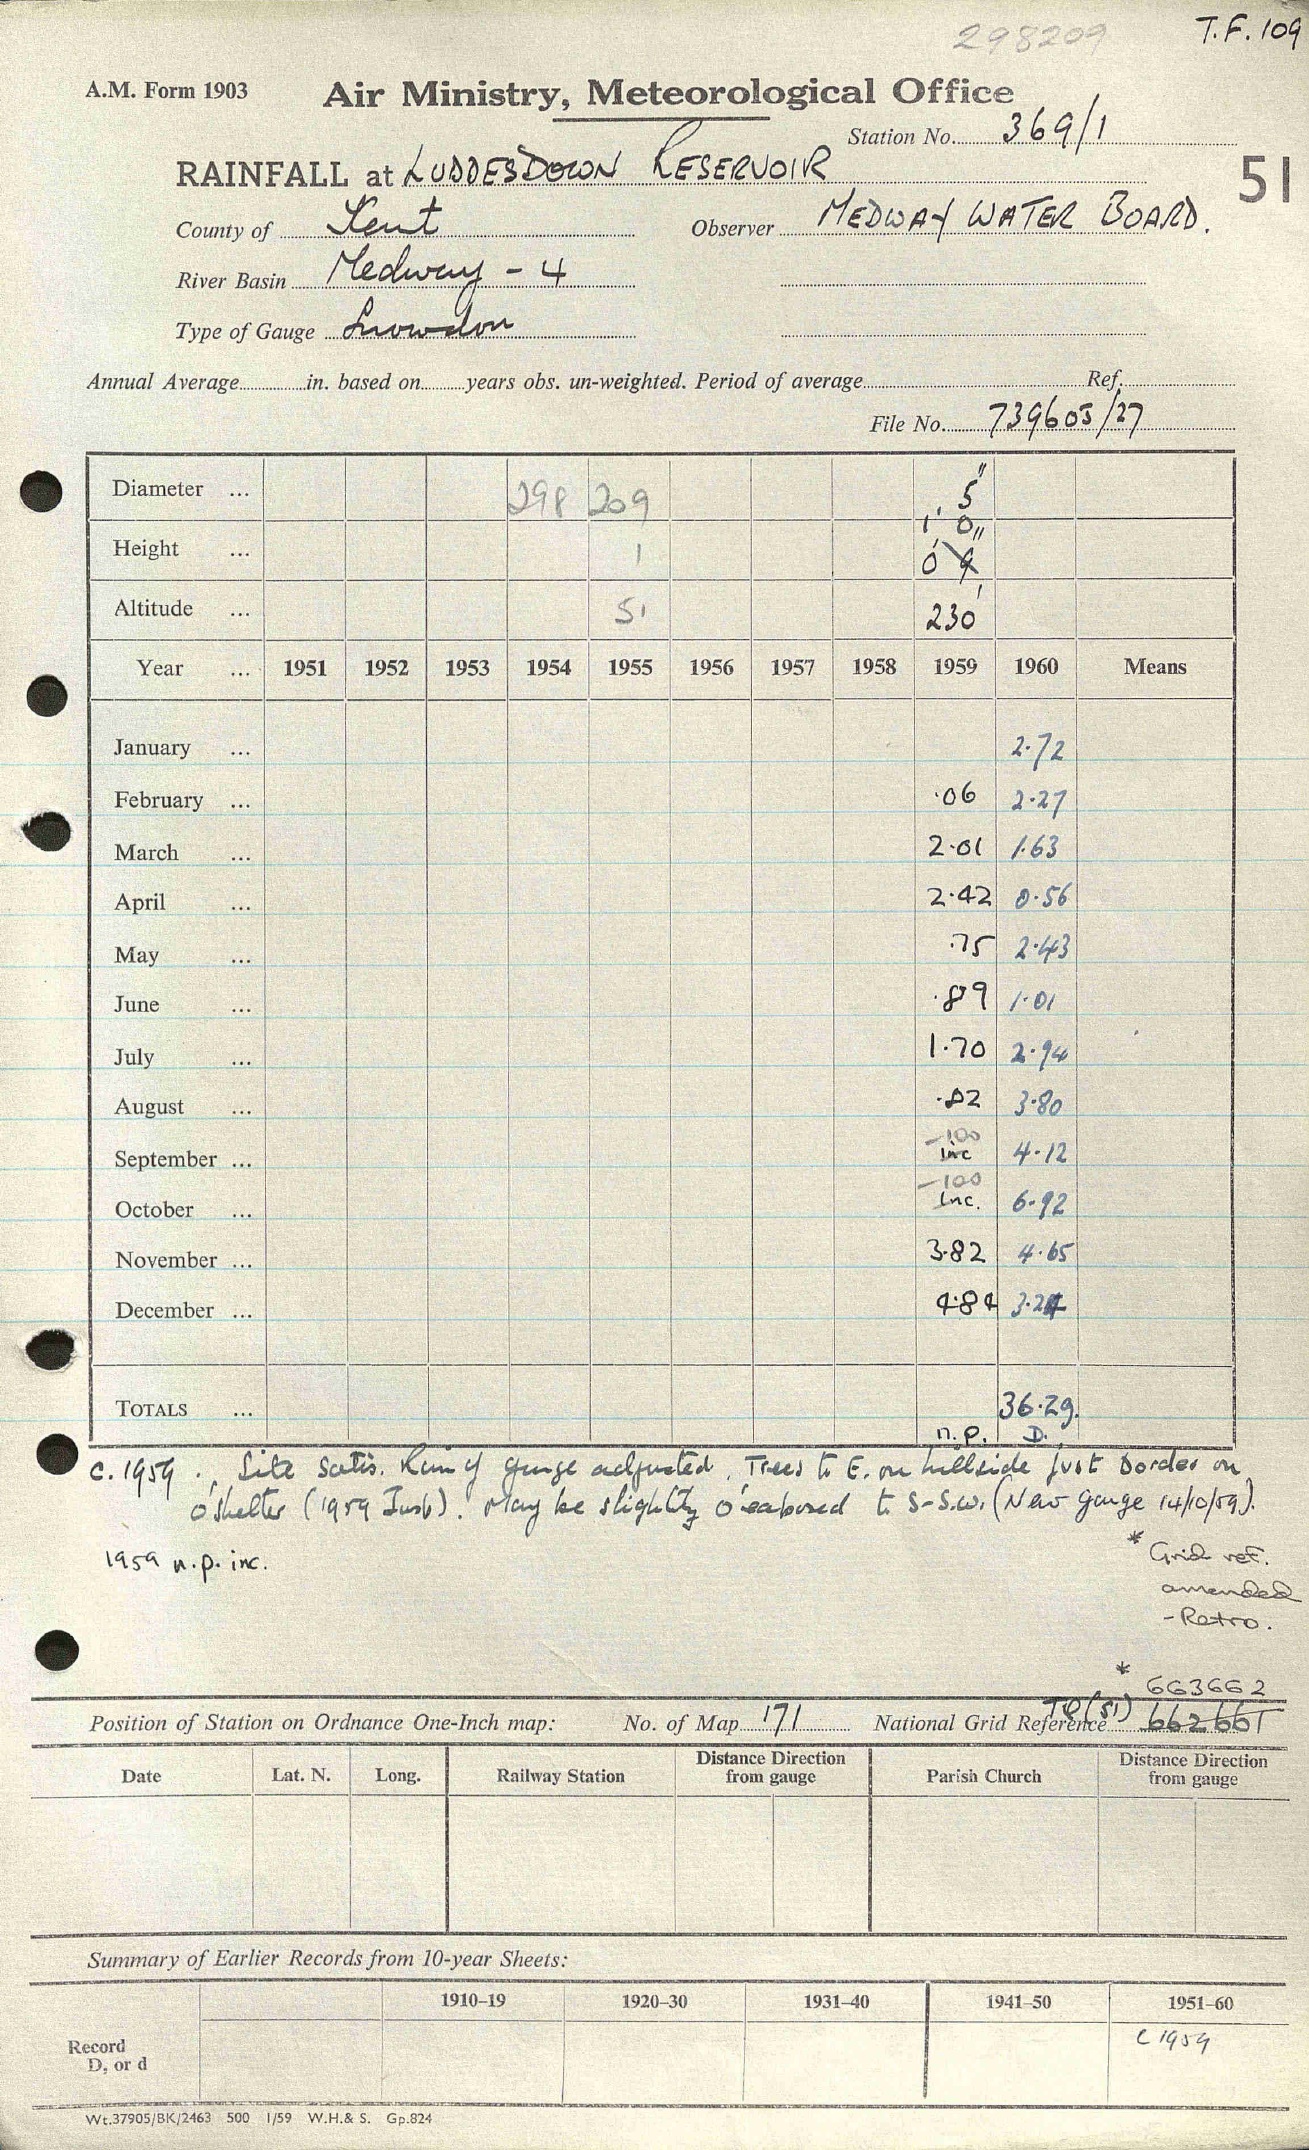 298209 T.F. 109
A.M. Form 1903 Air Ministry, Meteorological Office
Station No. 369/1
RAINFALL at LUDDESDOWN RESERVOIR 51
County of Kent Observer MEDWAY WATER BOARD.
River Basin Medway - 4
Type of Gauge Snowdon
Annual Average in. based on years obs. un-weighted. Period of average Ref.
File No. 739605/27
Diameter ... 298 209 5"
1' 0"
Height ... 1 0' 9
Altitude ... 51 230'
Year ... 1951 1952 1953 1954 1955 1956 1957 1958 1959 1960 Means
January ... 2.72
February ... .06 2.27
March ... 2.01 1.63
April ... 2.42 0.56
May ... .75 2.43
June ... .89 1.01
July ... 1.70 2.94
August ... .82 3.80
-100
September ... Inc 4.12
-100
October ... Inc. 6.92
November ... 3.82 4.65
December ... 4.84 3.24
TOTALS ... 36.29.
n.p. D.
c. 1959. Site satis. Rim of gauge adjusted. Trees to E. on hillside just border on
o'shelter (1959 Insp). May be slightly o'exposed to S-S.W. (New gauge 14/10/59).
1959 n.p. inc.
* Grid ref.
amended
- Retro.
* 663662
Position of Station on Ordnance One-Inch map: No. of Map 171 National Grid Reference TQ(51) 662661
Date Lat. N. Long. Railway Station Distance Direction from gauge Parish Church Distance Direction from gauge
Summary of Earlier Records from 10-year Sheets:
1910–19 1920–30 1931–40 1941–50 1951–60
Record c 1959
D, or d
Wt.37905/BK/2463 500 1/59 W.H.& S. Gp.824